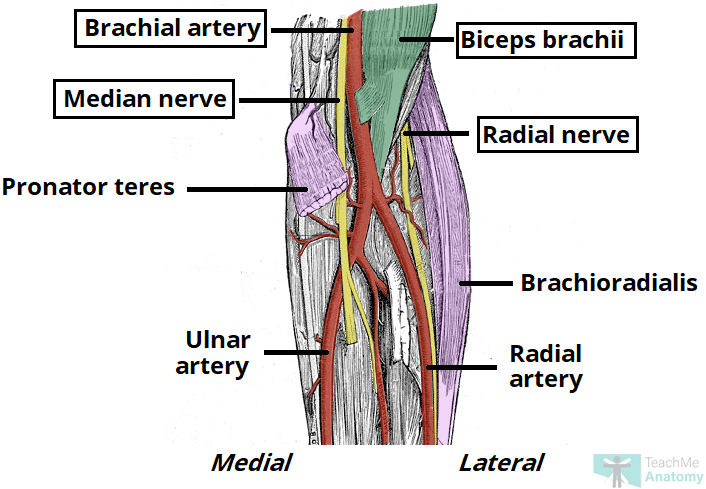 Brachial artery
Biceps brachii
Median nerve
Radial nerve
Pronator teres
Brachioradialis
Ulnar
artery
Radial
artery
Medial
Lateral
TeachMe
Anatomy